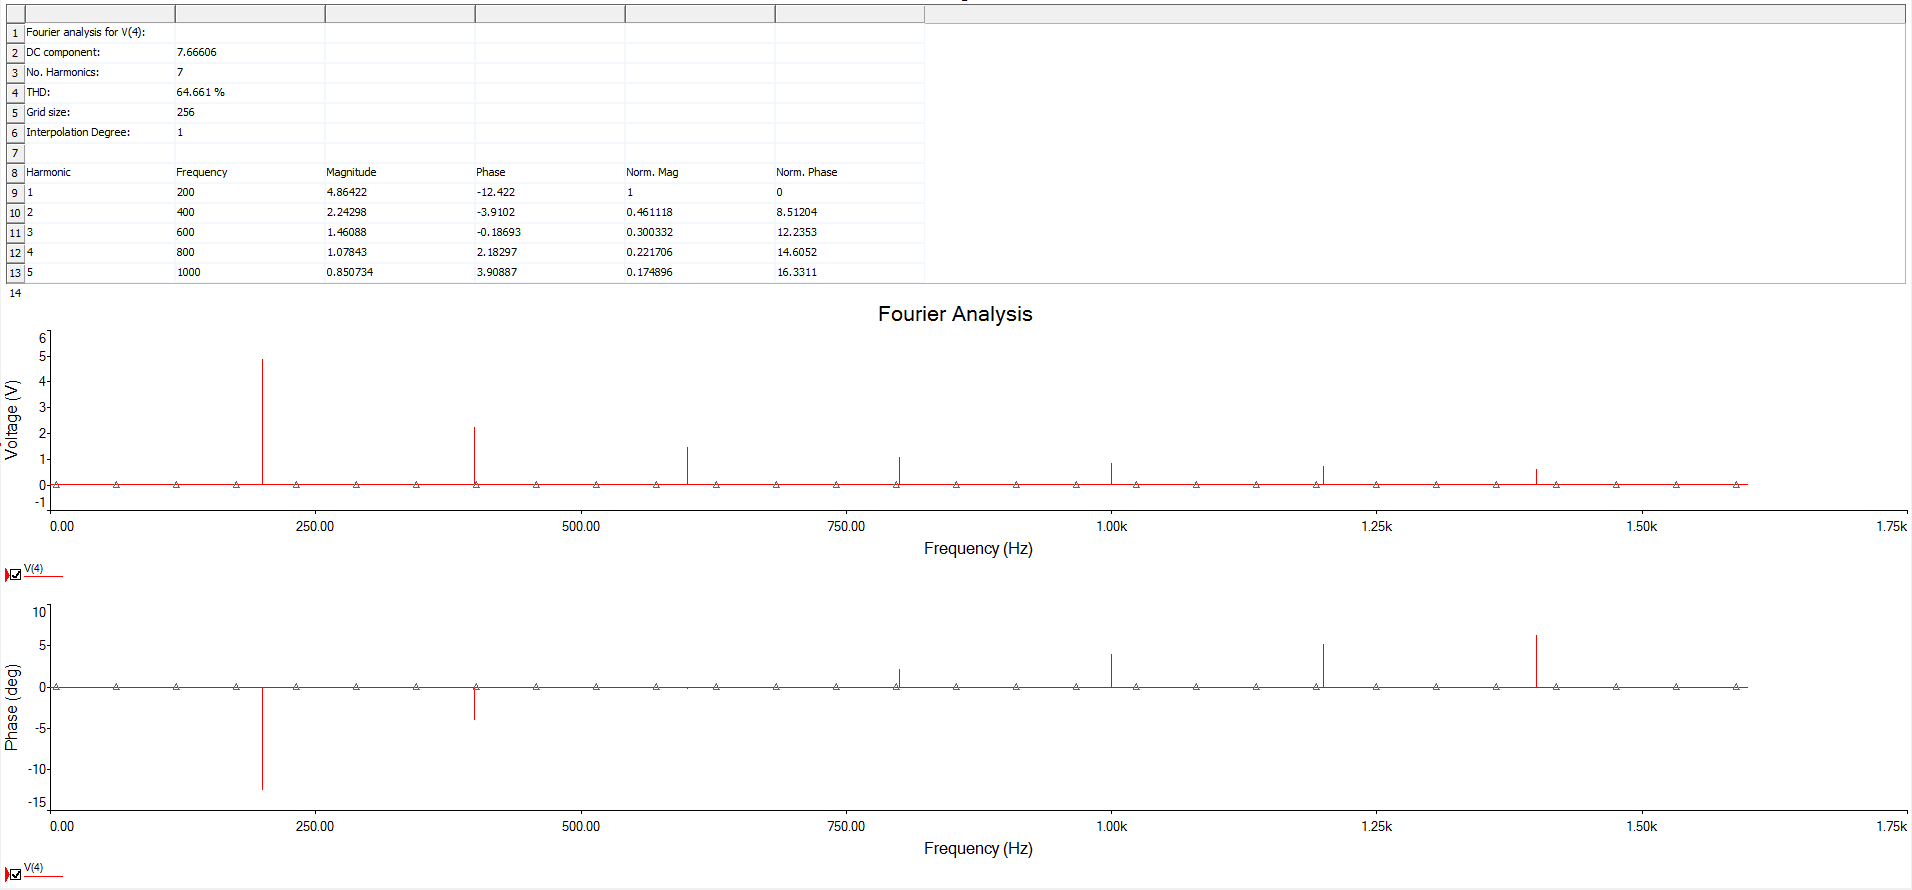 1 Fourier analysis for V(4):
2 DC component: 7.66606
3 No. Harmonics: 7
4 THD: 64.661 %
5 Grid size: 256
6 Interpolation Degree: 1
7
8 Harmonic Frequency Magnitude Phase Norm. Mag Norm. Phase
9 1 200 4.86422 -12.422 1 0
10 2 400 2.24298 -3.9102 0.461118 8.51204
11 3 600 1.46088 -0.18693 0.300332 12.2353
12 4 800 1.07843 2.18297 0.221706 14.6052
13 5 1000 0.850734 3.90887 0.174896 16.3311
14
Fourier Analysis
Voltage (V)
6
5
4
3
2
1
0
-1
0.00 250.00 500.00 750.00 1.00k 1.25k 1.50k 1.75k
Frequency (Hz)
V(4)
Phase (deg)
10
5
0
-5
-10
-15
0.00 250.00 500.00 750.00 1.00k 1.25k 1.50k 1.75k
Frequency (Hz)
V(4)